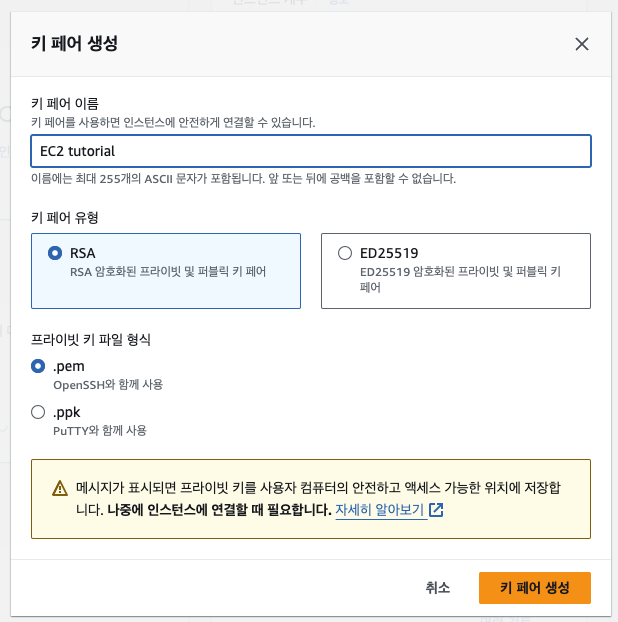 키 페어 생성
키 페어 이름
키 페어를 사용하면 인스턴스에 안전하게 연결할 수 있습니다.
EC2 tutorial
이름에는 최대 255개의 ASCII 문자가 포함됩니다. 앞 또는 뒤에 공백을 포함할 수 없습니다.
키 페어 유형
RSA
RSA 암호화된 프라이빗 및 퍼블릭 키 페어
ED25519
ED25519 암호화된 프라이빗 및 퍼블릭 키
페어
프라이빗 키 파일 형식
.pem
OpenSSH와 함께 사용
.ppk
PuTTY와 함께 사용
메시지가 표시되면 프라이빗 키를 사용자 컴퓨터의 안전하고 액세스 가능한 위치에 저장합
니다. 나중에 인스턴스에 연결할 때 필요합니다. 자세히 알아보기
취소
키 페어 생성